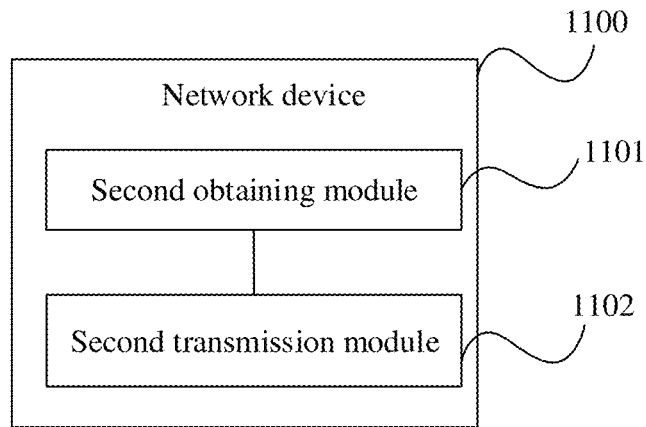 1100
Network device
1101
Second obtaining module
1102
Second transmission module